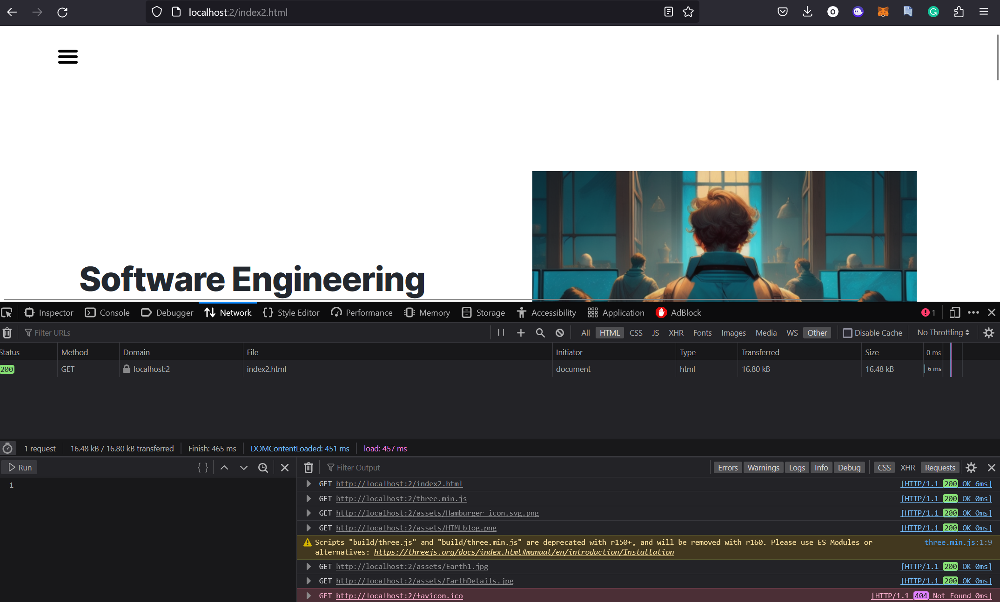 localhost:2/index2.html
Software Engineering
Inspector Console Debugger Network Style Editor Performance Memory Storage Accessibility Application AdBlock 1
Filter URLs All HTML CSS JS XHR Fonts Images Media WS Other Disable Cache No Throttling
Status Method Domain File Initiator Type Transferred Size 0 ms
200 GET localhost:2 index2.html document html 16.80 kB 16.48 kB 6 ms
1 request 16.48 kB / 16.80 kB transferred Finish: 465 ms DOMContentLoaded: 451 ms load: 457 ms
Run { } Filter Output Errors Warnings Logs Info Debug CSS XHR Requests
1
GET http://localhost:2/index2.html [HTTP/1.1 200 OK 6ms]
GET http://localhost:2/three.min.js [HTTP/1.1 200 OK 0ms]
GET http://localhost:2/assets/Hamburger_icon.svg.png [HTTP/1.1 200 OK 0ms]
GET http://localhost:2/assets/HTMLblog.png [HTTP/1.1 200 OK 0ms]
Scripts "build/three.js" and "build/three.min.js" are deprecated with r150+, and will be removed with r160. Please use ES Modules or three.min.js:1:9
alternatives: https://threejs.org/docs/index.html#manual/en/introduction/Installation
GET http://localhost:2/assets/Earth1.jpg [HTTP/1.1 200 OK 0ms]
GET http://localhost:2/assets/EarthDetails.jpg [HTTP/1.1 200 OK 0ms]
GET http://localhost:2/favicon.ico [HTTP/1.1 404 Not Found 0ms]